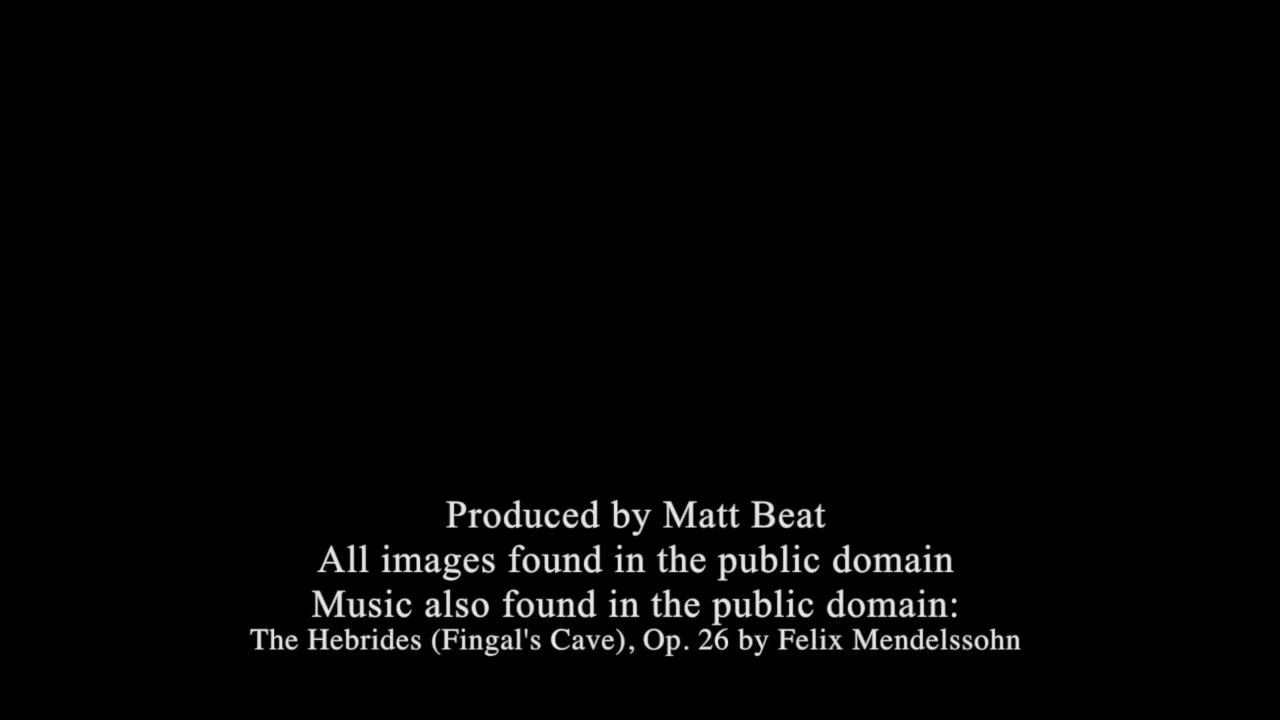 Produced by Matt Beat
All images found in the public domain
Music also found in the public domain:
The Hebrides (Fingal's Cave), Op. 26 by Felix Mendelssohn